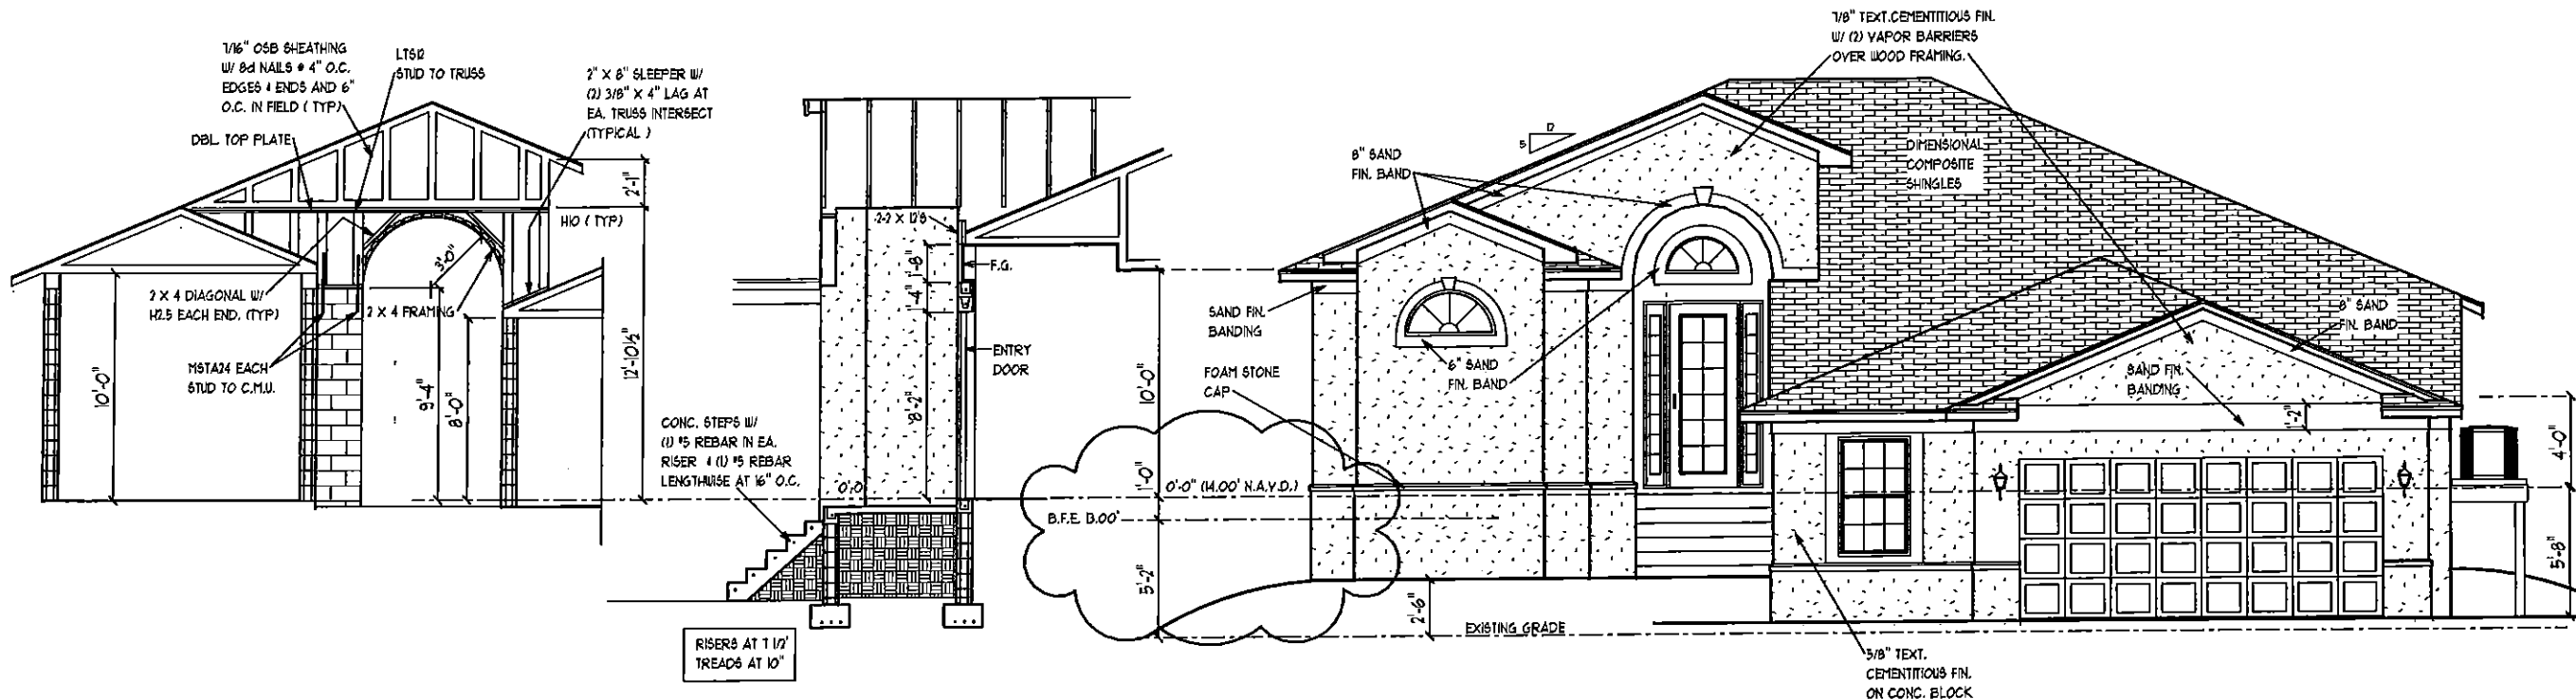 7/16" OSB SHEATHING
W/ 8d NAILS @ 4" O.C.
EDGES & ENDS AND 6"
O.C. IN FIELD ( TYP)
LTS12
STUD TO TRUSS
2" X 8" SLEEPER W/
(2) 3/8" X 4" LAG AT
EA. TRUSS INTERSECT
(TYPICAL )
DBL. TOP PLATE
2'-1"
H10 ( TYP)
3'-0"
2 X 4 DIAGONAL W/
H2.5 EACH END. (TYP)
2 X 4 FRAMING
MSTA24 EACH
STUD TO C.M.U.
10'-0"
9'-4"
8'-0"
12'-10 1/2"
2-2 X 12'S
1'-8"
F.G.
1'-4"
ENTRY
DOOR
8'-2"
CONC. STEPS W/
(1) #5 REBAR IN EA.
RISER & (1) #5 REBAR
LENGTHWISE AT 16" O.C.
0'-0
RISERS AT 7 1/2"
TREADS AT 10"
7/8" TEXT.CEMENTITIOUS FIN.
W/ (2) VAPOR BARRIERS
OVER WOOD FRAMING.
12
5
8" SAND
FIN. BAND
DIMENSIONAL
COMPOSITE
SHINGLES
SAND FIN.
BANDING
6" SAND
FIN. BAND
FOAM STONE
CAP
8" SAND
FIN. BAND
SAND FIN.
BANDING
1'-2"
10'-0"
1'-0"
0'-0" (14.00' N.A.V.D.)
B.F.E. 13.00'
5'-2"
2'-6"
EXISTING GRADE
4'-0"
5'-8"
5/8" TEXT.
CEMENTITIOUS FIN.
ON CONC. BLOCK